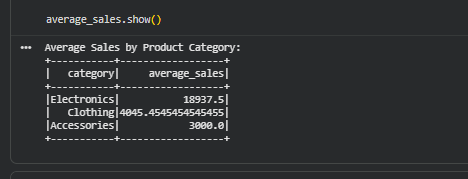 average_sales.show()
••• Average Sales by Product Category:
+-----------+------------------+
|   category|     average_sales|
+-----------+------------------+
|Electronics|           18937.5|
|   Clothing|4045.4545454545455|
|Accessories|            3000.0|
+-----------+------------------+